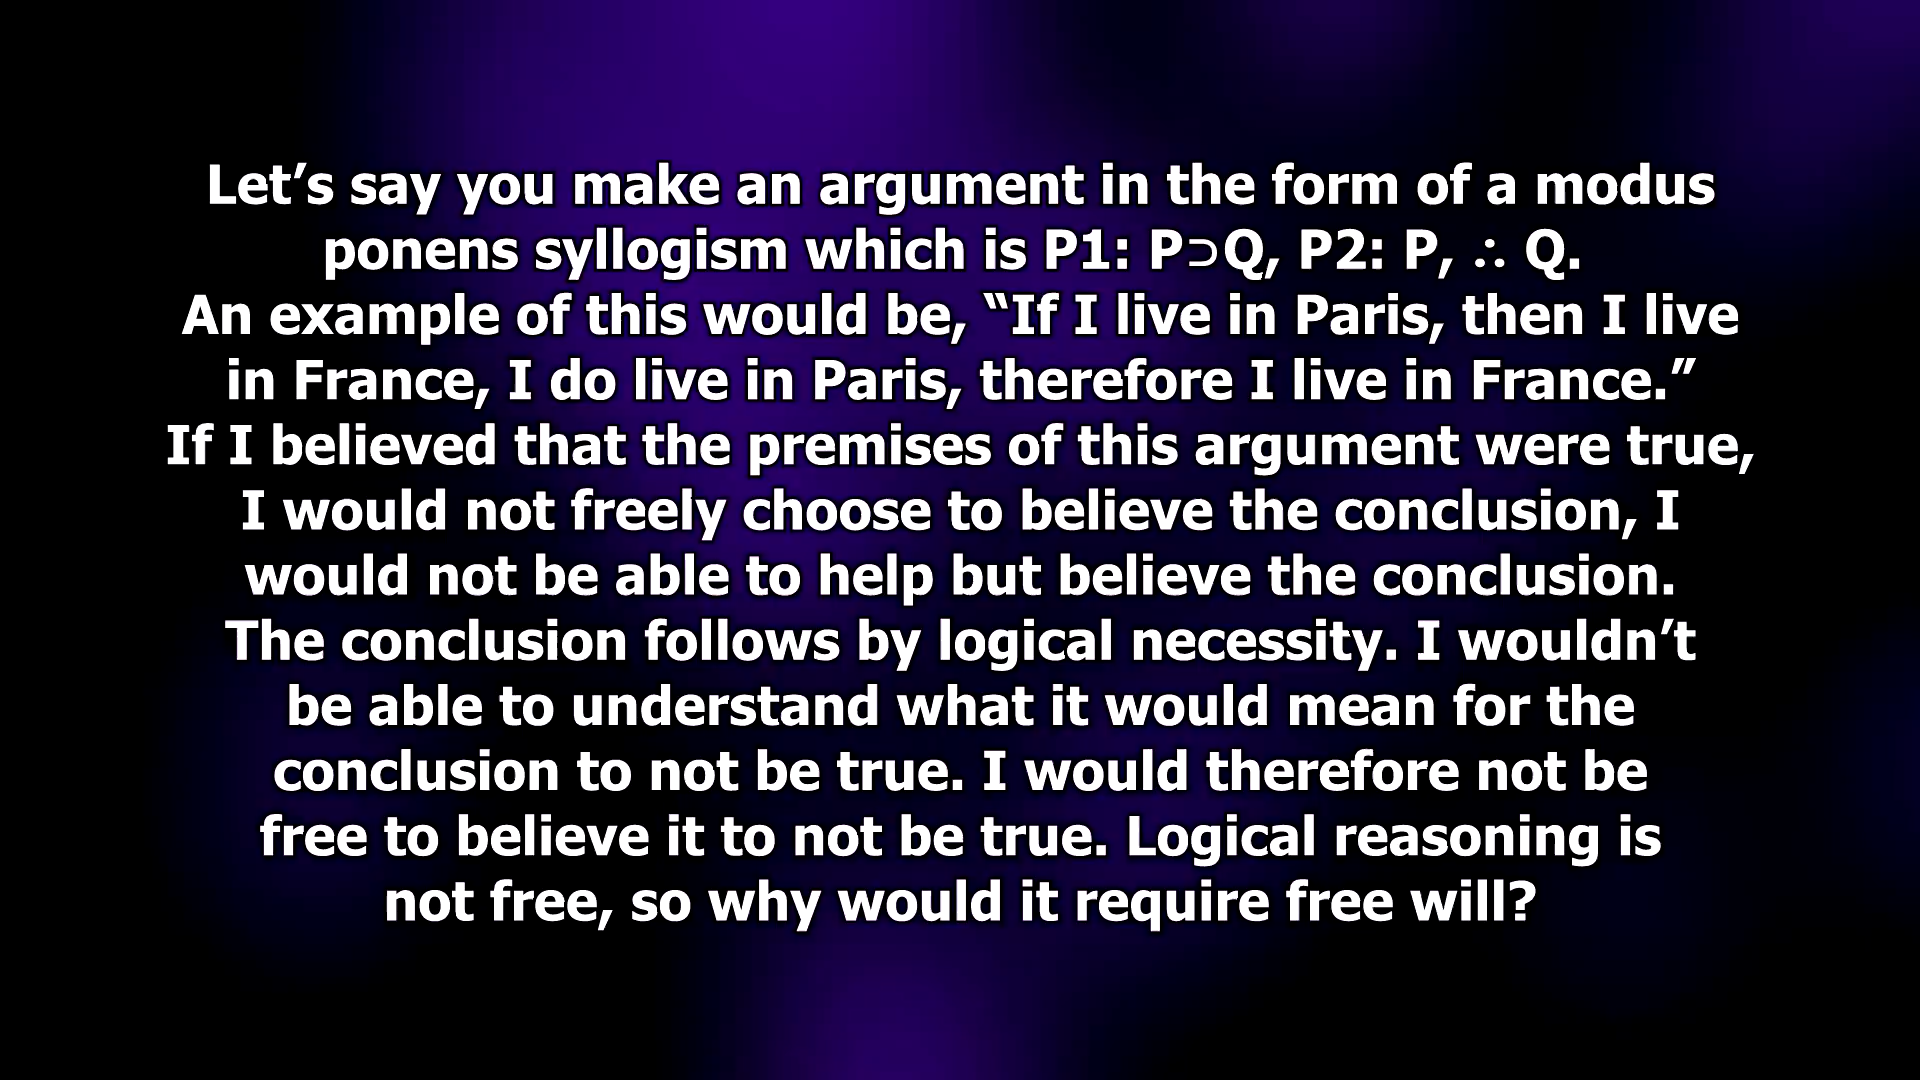 Let’s say you make an argument in the form of a modus
ponens syllogism which is P1: P⊃Q, P2: P, ∴ Q.
An example of this would be, “If I live in Paris, then I live
in France, I do live in Paris, therefore I live in France.”
If I believed that the premises of this argument were true,
I would not freely choose to believe the conclusion, I
would not be able to help but believe the conclusion.
The conclusion follows by logical necessity. I wouldn’t
be able to understand what it would mean for the
conclusion to not be true. I would therefore not be
free to believe it to not be true. Logical reasoning is
not free, so why would it require free will?